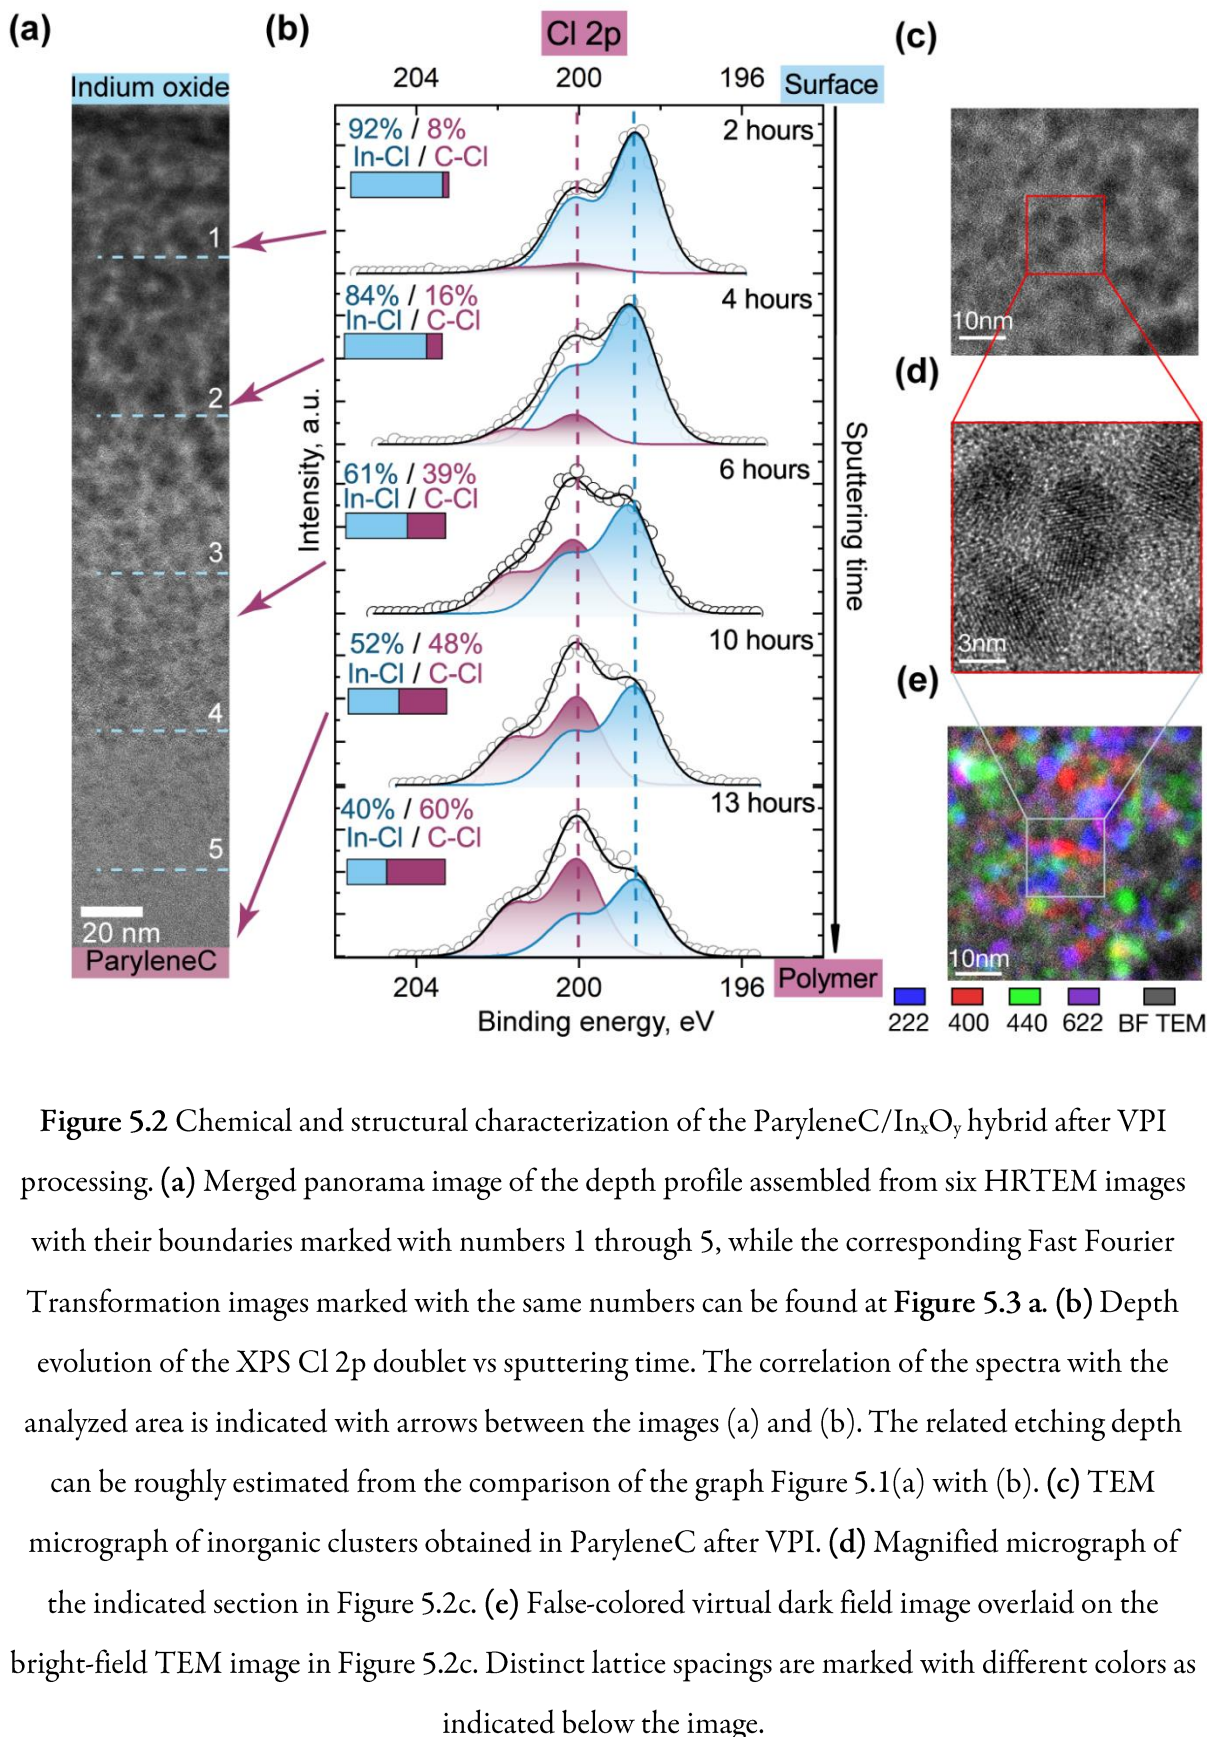 (a)
Indium oxide
1
2
3
4
5
20 nm
ParyleneC
(b)
Cl 2p
204 200 196
Surface
92% / 8%
In-Cl / C-Cl
2 hours
84% / 16%
In-Cl / C-Cl
4 hours
61% / 39%
In-Cl / C-Cl
6 hours
52% / 48%
In-Cl / C-Cl
10 hours
40% / 60%
In-Cl / C-Cl
13 hours
Intensity, a.u.
Sputtering time
204 200 196
Polymer
Binding energy, eV
(c)
10nm
(d)
3nm
(e)
10nm
222 400 440 622 BF TEM
Figure 5.2 Chemical and structural characterization of the ParyleneC/InₓOᵧ hybrid after VPI
processing. (a) Merged panorama image of the depth profile assembled from six HRTEM images
with their boundaries marked with numbers 1 through 5, while the corresponding Fast Fourier
Transformation images marked with the same numbers can be found at Figure 5.3 a. (b) Depth
evolution of the XPS Cl 2p doublet vs sputtering time. The correlation of the spectra with the
analyzed area is indicated with arrows between the images (a) and (b). The related etching depth
can be roughly estimated from the comparison of the graph Figure 5.1(a) with (b). (c) TEM
micrograph of inorganic clusters obtained in ParyleneC after VPI. (d) Magnified micrograph of
the indicated section in Figure 5.2c. (e) False-colored virtual dark field image overlaid on the
bright-field TEM image in Figure 5.2c. Distinct lattice spacings are marked with different colors as
indicated below the image.